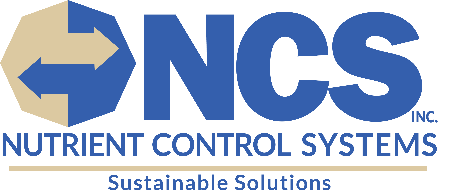 NCS INC.
NUTRIENT CONTROL SYSTEMS
Sustainable Solutions